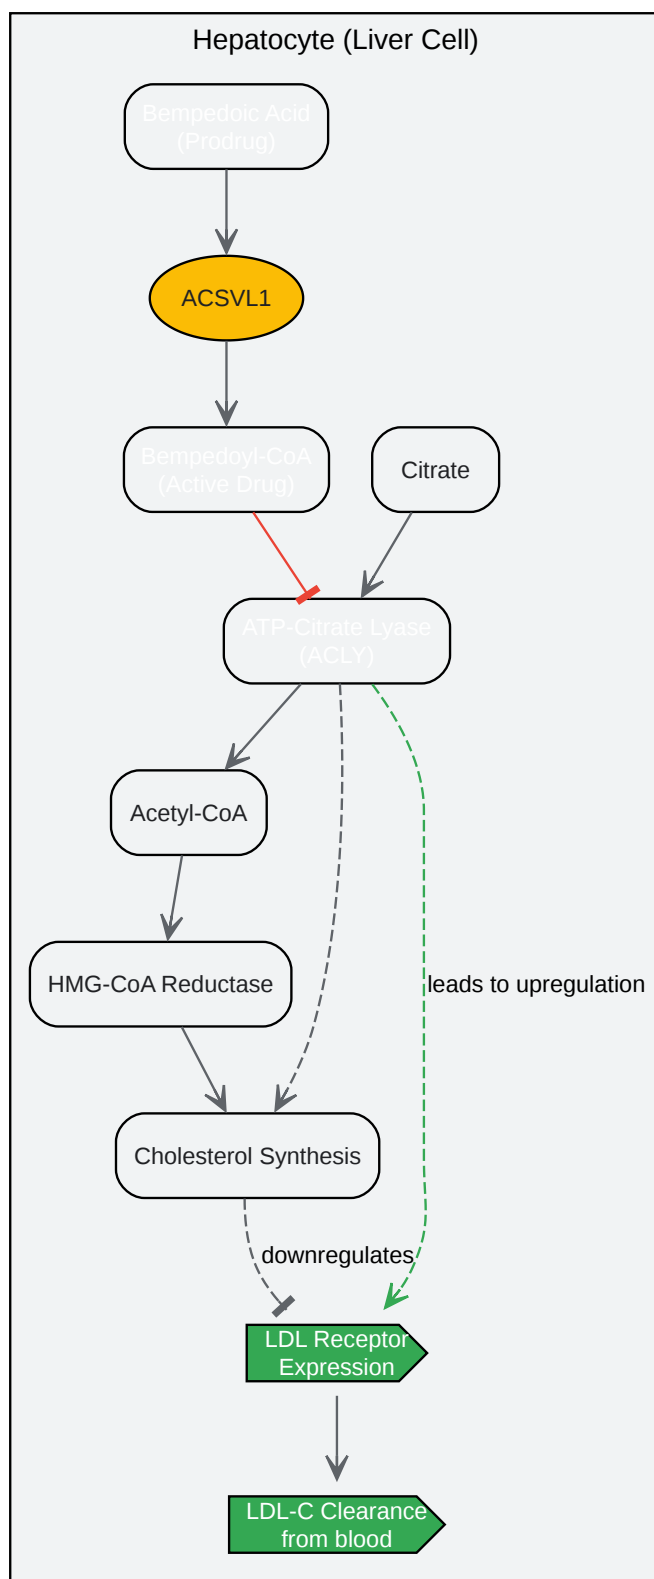 Hepatocyte (Liver Cell)
Bempedoic Acid
(Prodrug)
ACSVL1
Bempedoyl-CoA
(Active Drug)
Citrate
ATP-Citrate Lyase
(ACLY)
Acetyl-CoA
HMG-CoA Reductase
leads to upregulation
Cholesterol Synthesis
downregulates
LDL Receptor
Expression
LDL-C Clearance
from blood